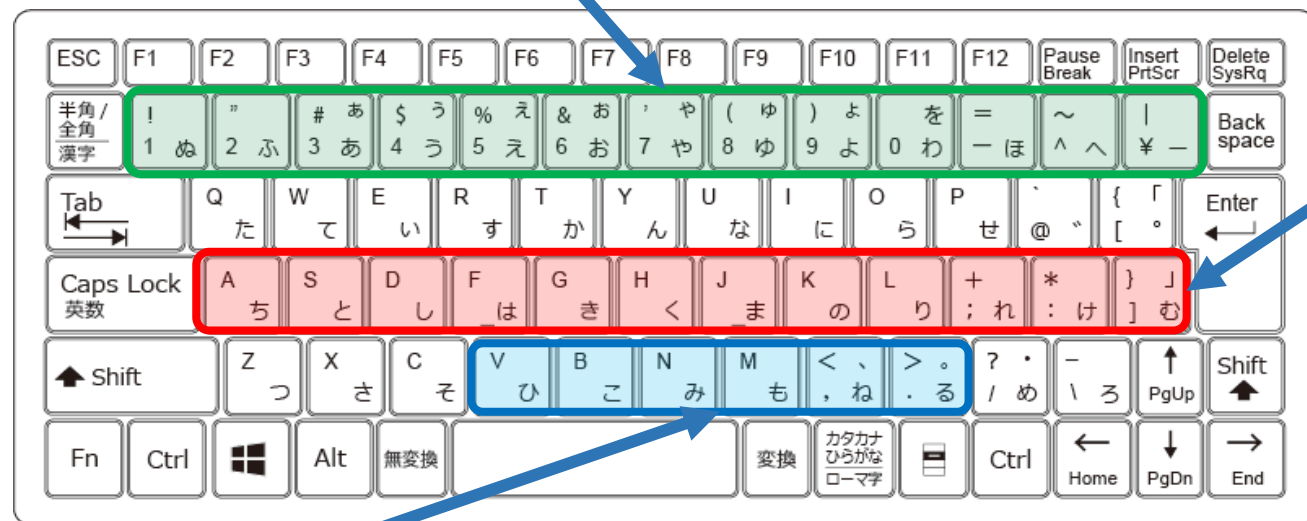 ESC F1 F2 F3 F4 F5 F6 F7 F8 F9 F10 F11 F12 Pause Break Insert PrtScr Delete SysRq
半角/全角 漢字 ! 1 ぬ " 2 ふ # あ 3 あ $ う 4 う % え 5 え & お 6 お ' や 7 や ( ゆ 8 ゆ ) よ 9 よ を 0 わ = ー ほ ~ ^ へ | ¥ ー Back space
Tab Q た W て E い R す T か Y ん U な I に O ら P せ ` @ ゛ { 「 [ ゜ Enter
Caps Lock 英数 A ち S と D し F _ は G き H く J _ ま K の L り + ; れ * : け } 」 ] む
Shift Z つ X さ C そ V ひ B こ N み M も < 、 , ね > 。 . る ? ・ / め _ \ ろ ↑ PgUp Shift
Fn Ctrl Alt 無変換 変換 カタカナ ひらがな ローマ字 Ctrl ← Home ↓ PgDn → End